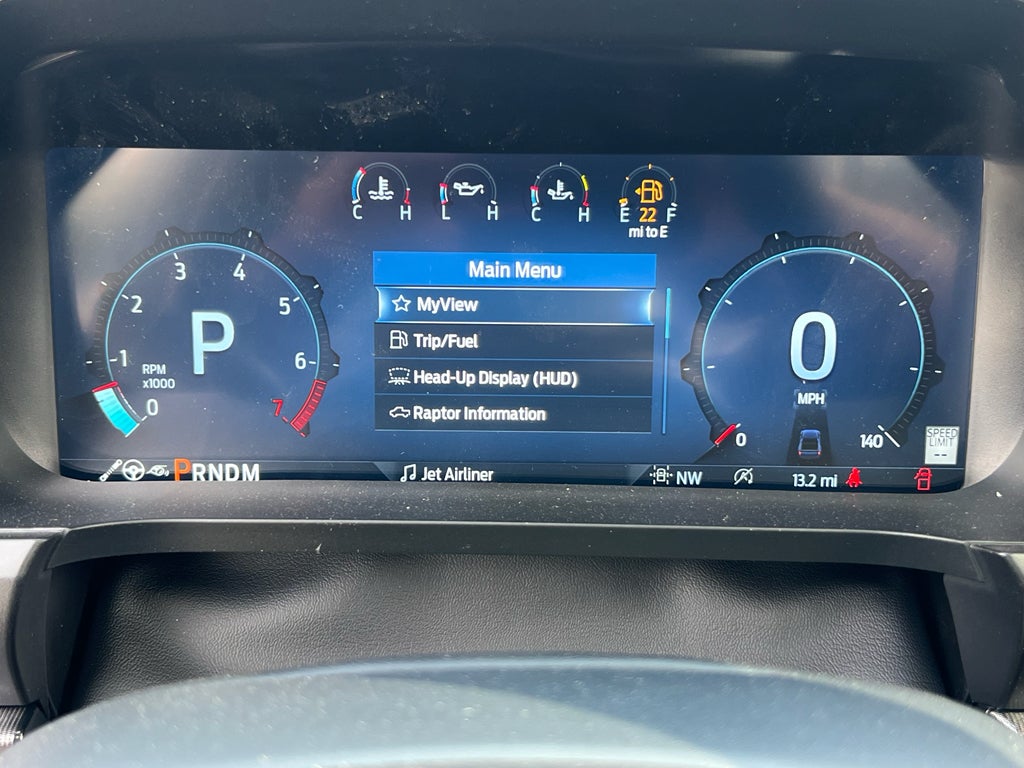 C H
L H
C H
E 22 F
mi to E
Main Menu
MyView
Trip/Fuel
Head-Up Display (HUD)
Raptor Information
0
1
2
3
4
5
6
7
P
RPM
x1000
0
MPH
0
140
SPEED
LIMIT
--
PRNDM
Jet Airliner
NW
13.2 mi